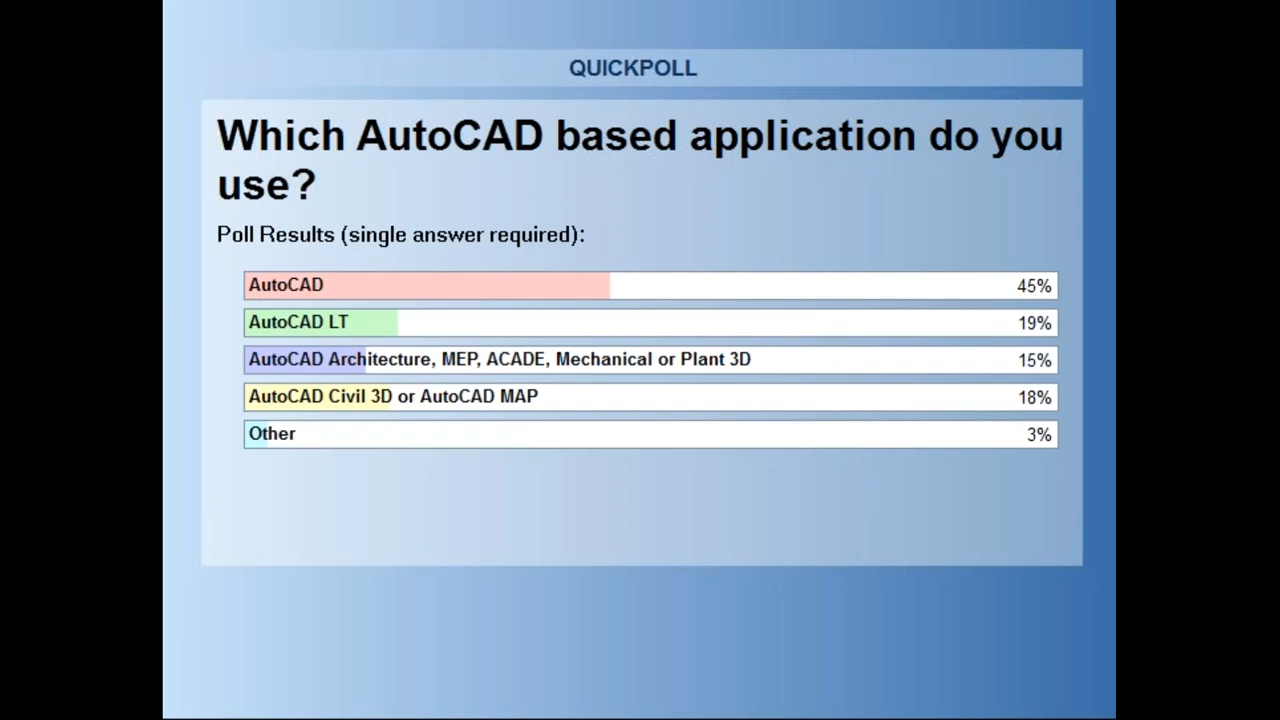 QUICKPOLL
Which AutoCAD based application do you
use?
Poll Results (single answer required):
AutoCAD 45%
AutoCAD LT 19%
AutoCAD Architecture, MEP, ACADE, Mechanical or Plant 3D 15%
AutoCAD Civil 3D or AutoCAD MAP 18%
Other 3%